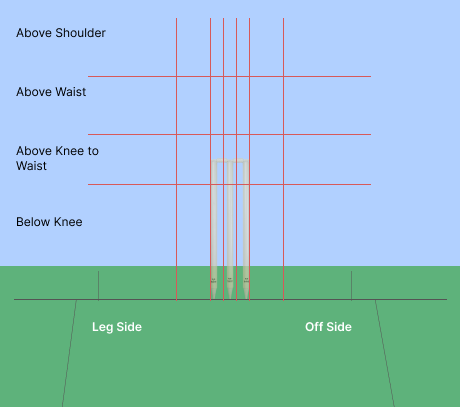 Above Shoulder
Above Waist
Above Knee to
Waist
Below Knee
Leg Side
Off Side